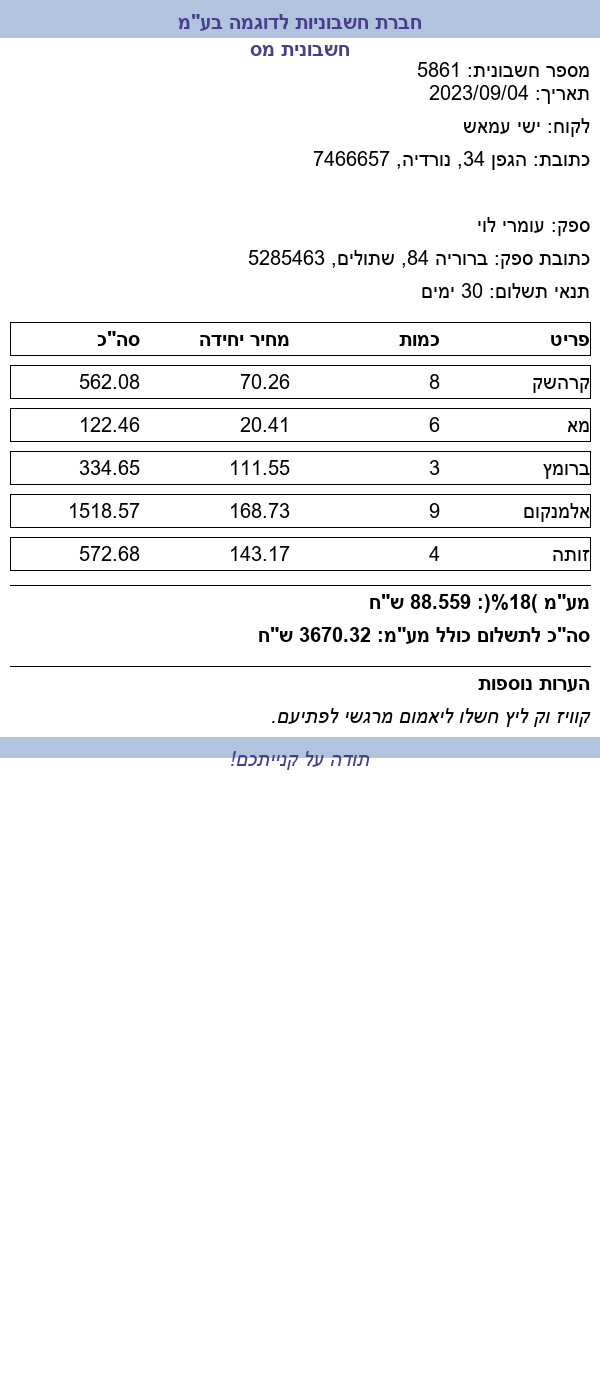 חברת חשבוניות לדוגמה בע"מ
חשבונית מס
מספר חשבונית: 5861
תאריך: 2023/09/04
לקוח: ישי עמאש
כתובת: הגפן 34, נורדיה, 7466657
ספק: עומרי לוי
כתובת ספק: ברוריה 84, שתולים, 5285463
תנאי תשלום: 30 ימים
פריט כמות מחיר יחידה סה"כ
קרהשק 8 70.26 562.08
מא 6 20.41 122.46
ברומץ 3 111.55 334.65
אלמנקום 9 168.73 1518.57
זותה 4 143.17 572.68
מע"מ )18%(: 88.559 ש"ח
סה"כ לתשלום כולל מע"מ: 3670.32 ש"ח
הערות נוספות
קוויז וק ליץ חשלו ליאמום מרגשי לפתיעם.
תודה על קנייתכם!